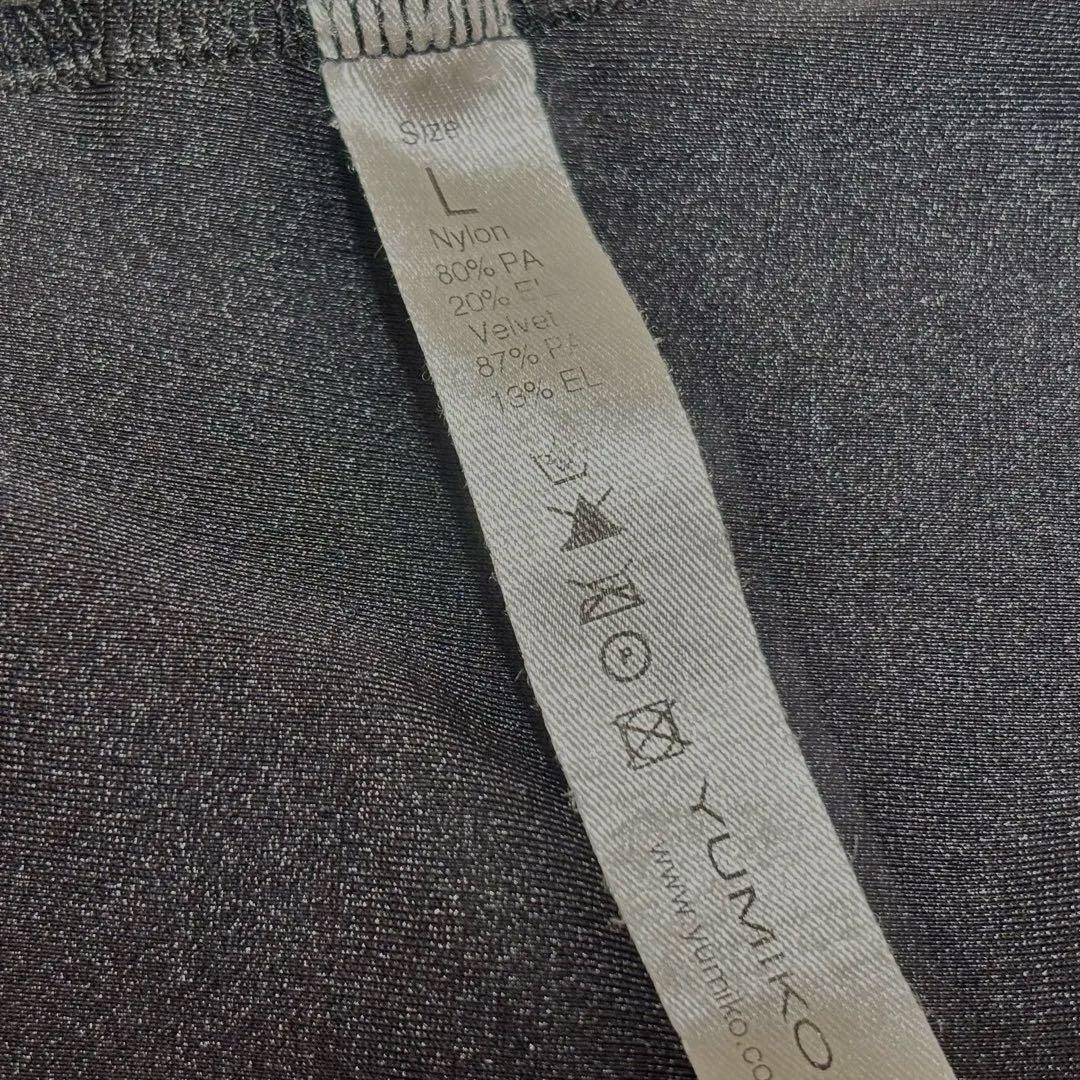 Size
L
Nylon
80% PA
20% EL
Velvet
87% PA
13% EL
P
YUMIKO
www.yumiko.co